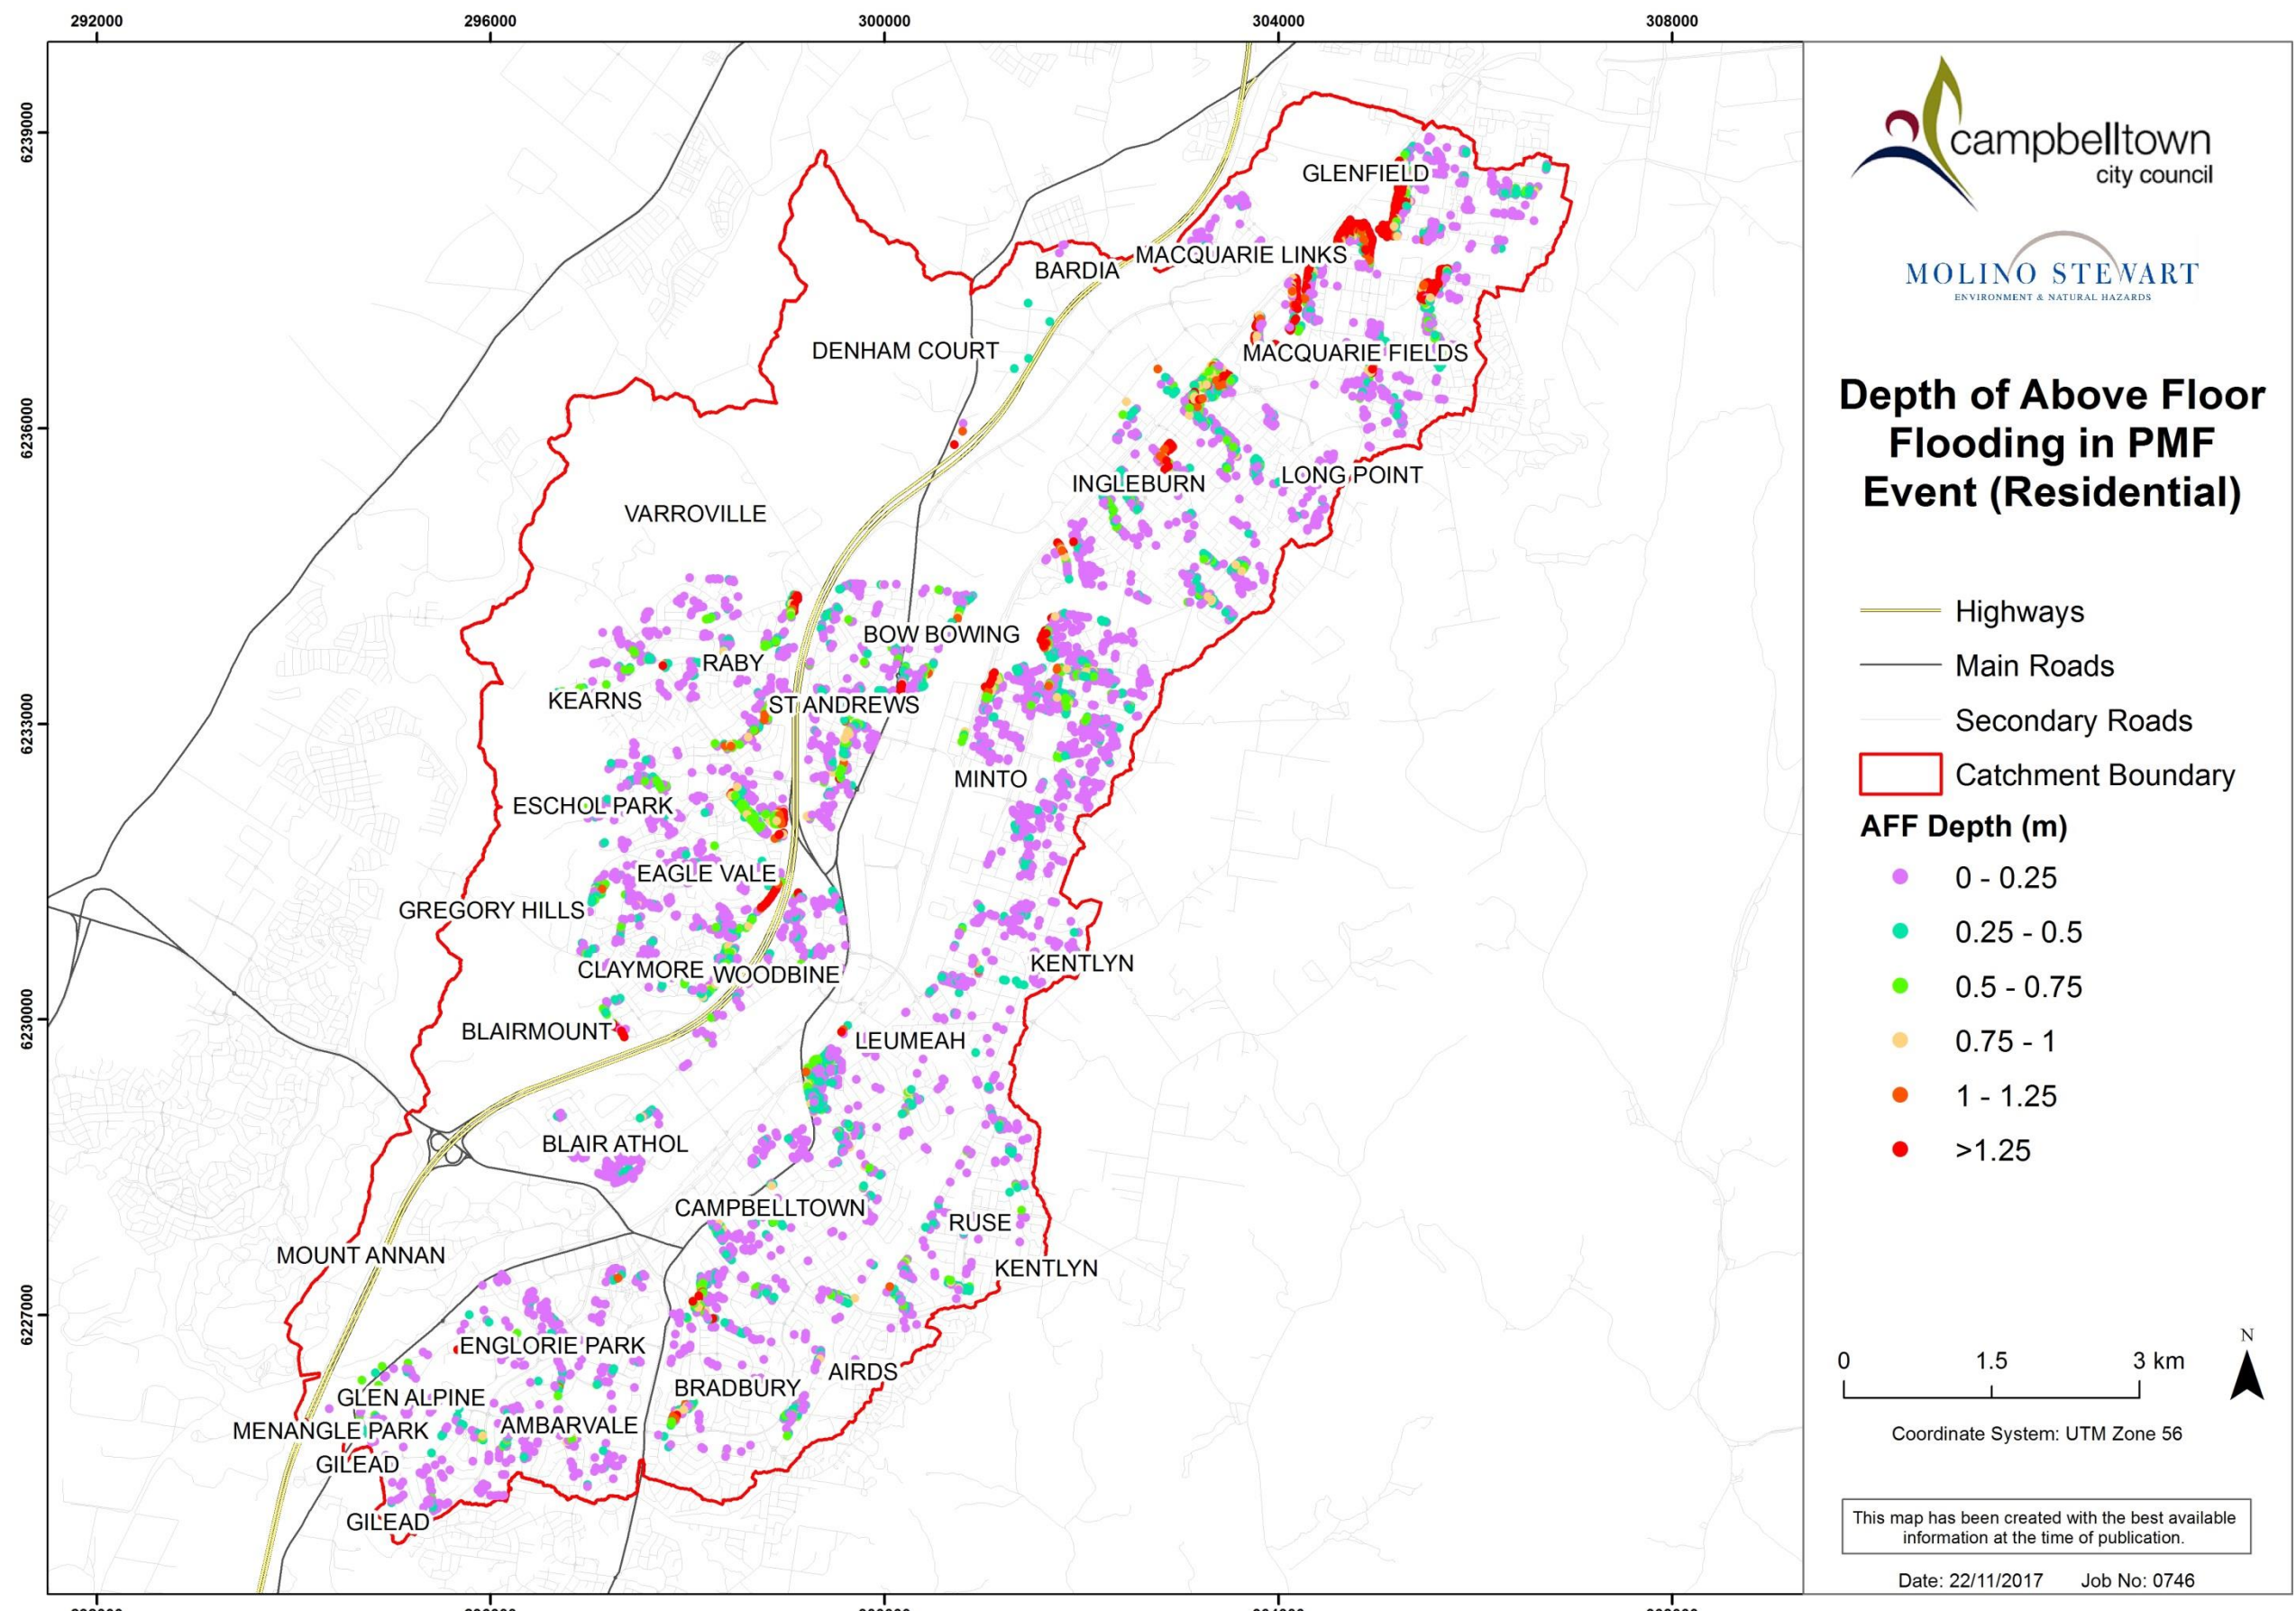 292000 296000 300000 304000 308000
6239000
6236000
6233000
6230000
6227000
GLENFIELD
MACQUARIE LINKS
BARDIA
DENHAM COURT
MACQUARIE FIELDS
LONG POINT
INGLEBURN
VARROVILLE
BOW BOWING
RABY
KEARNS
ST ANDREWS
MINTO
ESCHOL PARK
EAGLE VALE
GREGORY HILLS
KENTLYN
CLAYMORE
WOODBINE
BLAIRMOUNT
LEUMEAH
BLAIR ATHOL
CAMPBELLTOWN
RUSE
MOUNT ANNAN
KENTLYN
ENGLORIE PARK
AIRDS
BRADBURY
GLEN ALPINE
AMBARVALE
MENANGLE PARK
GILEAD
GILEAD
campbelltown
city council
MOLINO STEWART
ENVIRONMENT & NATURAL HAZARDS
Depth of Above Floor
Flooding in PMF
Event (Residential)
Highways
Main Roads
Secondary Roads
Catchment Boundary
AFF Depth (m)
0 - 0.25
0.25 - 0.5
0.5 - 0.75
0.75 - 1
1 - 1.25
>1.25
N
0 1.5 3 km
Coordinate System: UTM Zone 56
This map has been created with the best available
information at the time of publication.
Date: 22/11/2017 Job No: 0746